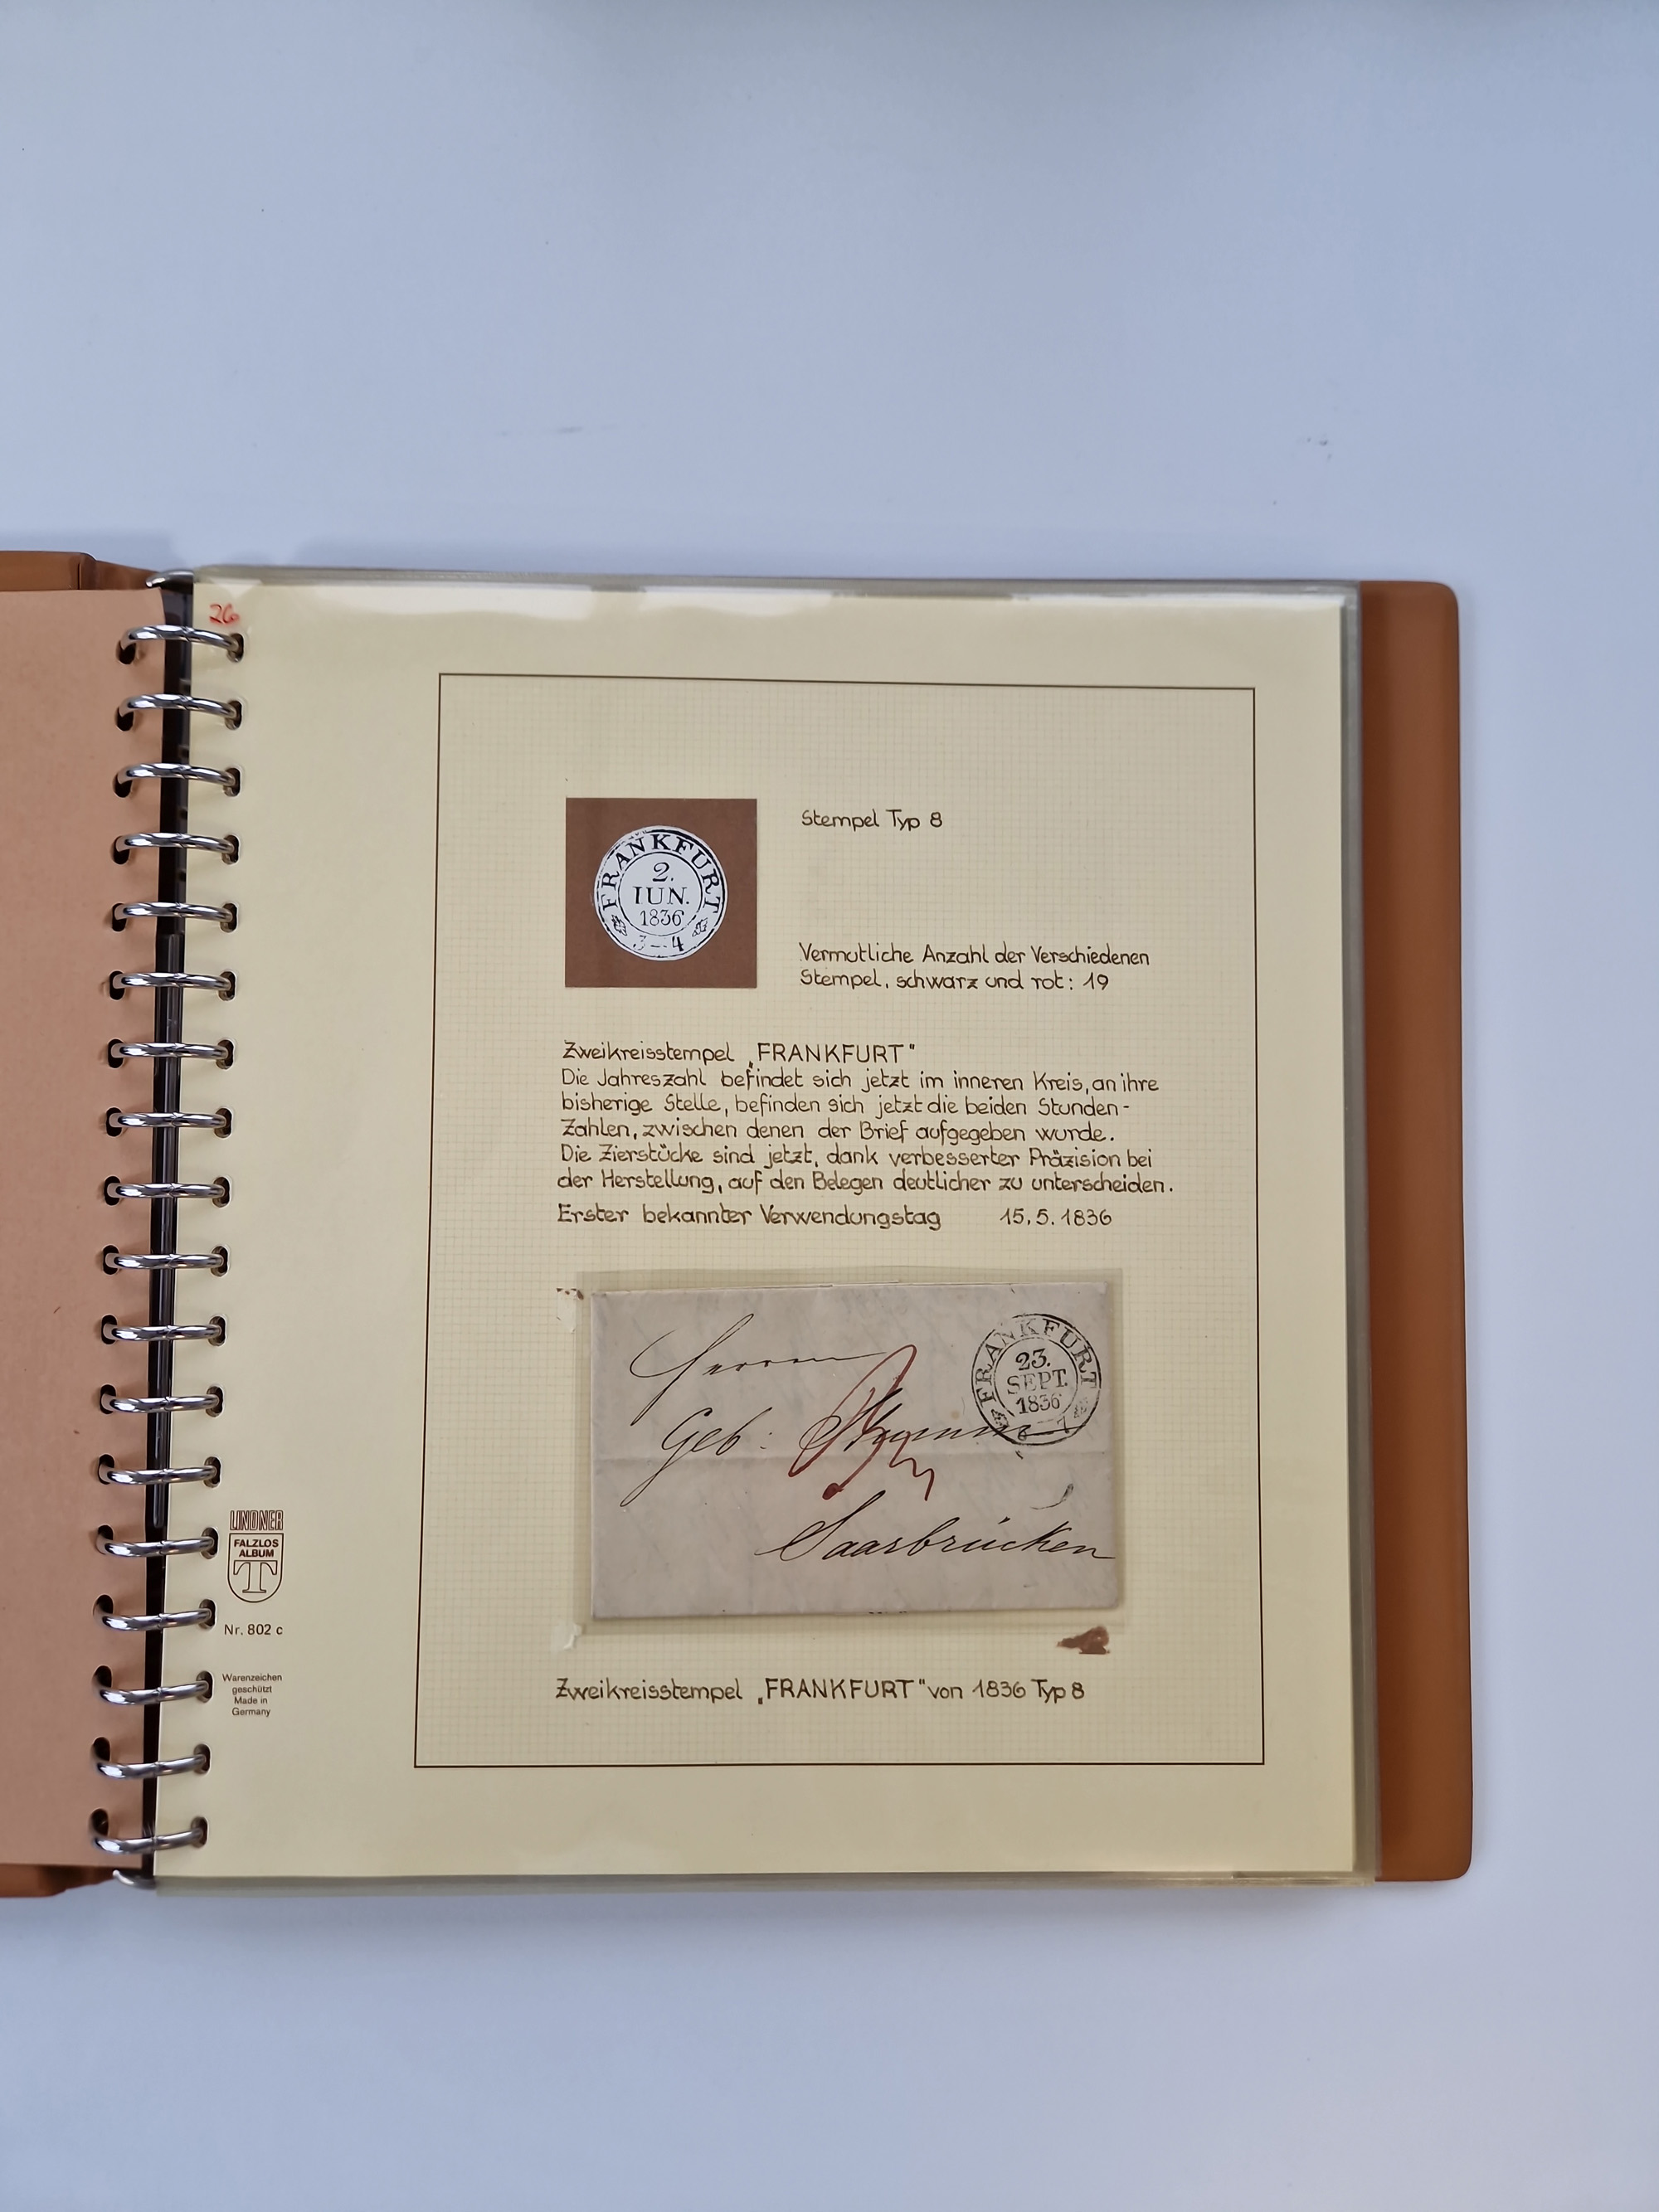 26
FRANKFURT
2.
IUN.
1836
3-4
Stempel Typ 8
Vermutliche Anzahl der Verschiedenen
Stempel, schwarz und rot: 19
Zweikreisstempel „FRANKFURT"
Die Jahreszahl befindet sich jetzt im inneren Kreis, an ihre
bisherige Stelle, befinden sich jetzt die beiden Stunden-
Zahlen, zwischen denen der Brief aufgegeben wurde.
Die Zierstücke sind jetzt, dank verbesserter Präzision bei
der Herstellung, auf den Belegen deutlicher zu unterscheiden.
Erster bekannter Verwendungstag 15.5.1836
FRANKFURT
23.
SEPT.
1836
Herren
Geb:
Saarbrücken
Zweikreisstempel „FRANKFURT" von 1836 Typ 8
LINDNER
FALZLOS
ALBUM
T
Nr. 802 c
Warenzeichen
geschützt
Made in
Germany